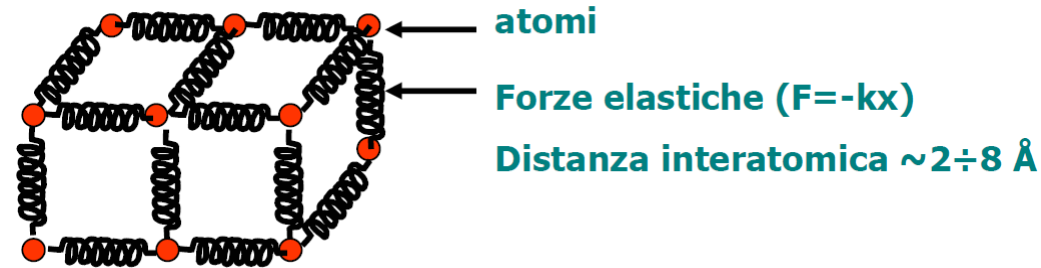 atomi
Forze elastiche (F=-kx)
Distanza interatomica ~2÷8 Å